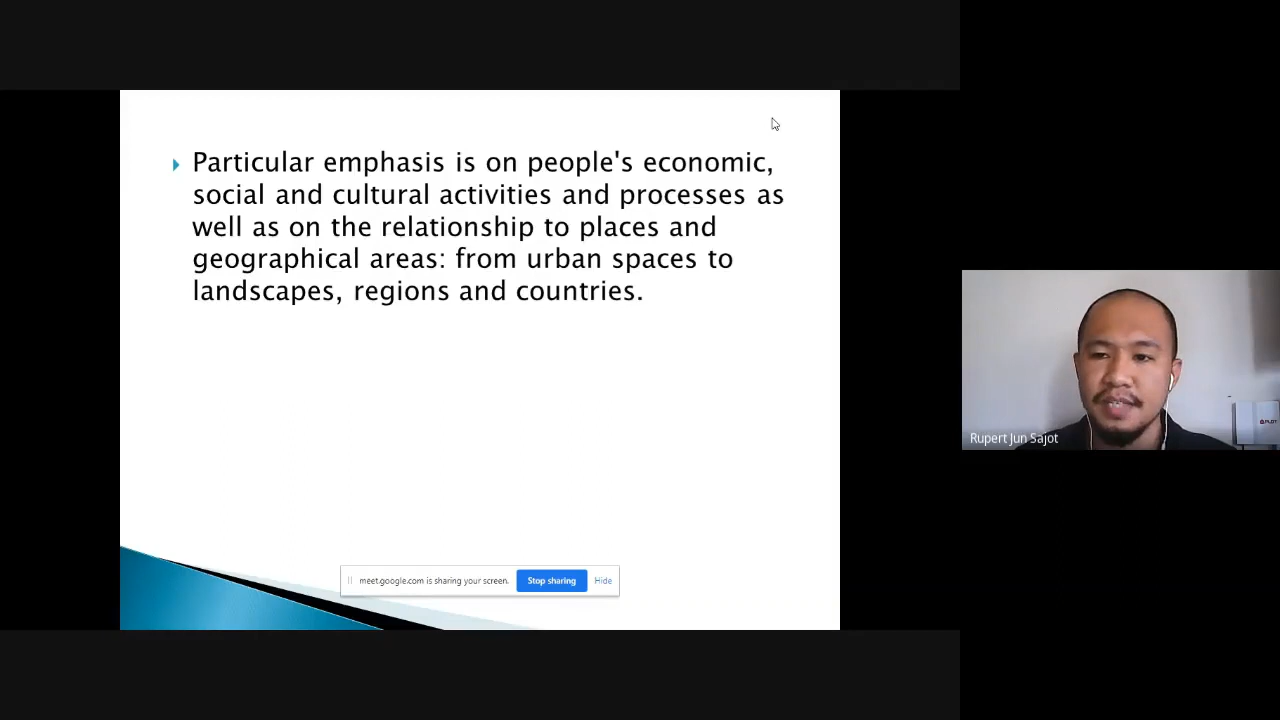 Particular emphasis is on people's economic,
social and cultural activities and processes as
well as on the relationship to places and
geographical areas: from urban spaces to
landscapes, regions and countries.
meet.google.com is sharing your screen.
Stop sharing
Hide
Rupert Jun Sajot
PLDT